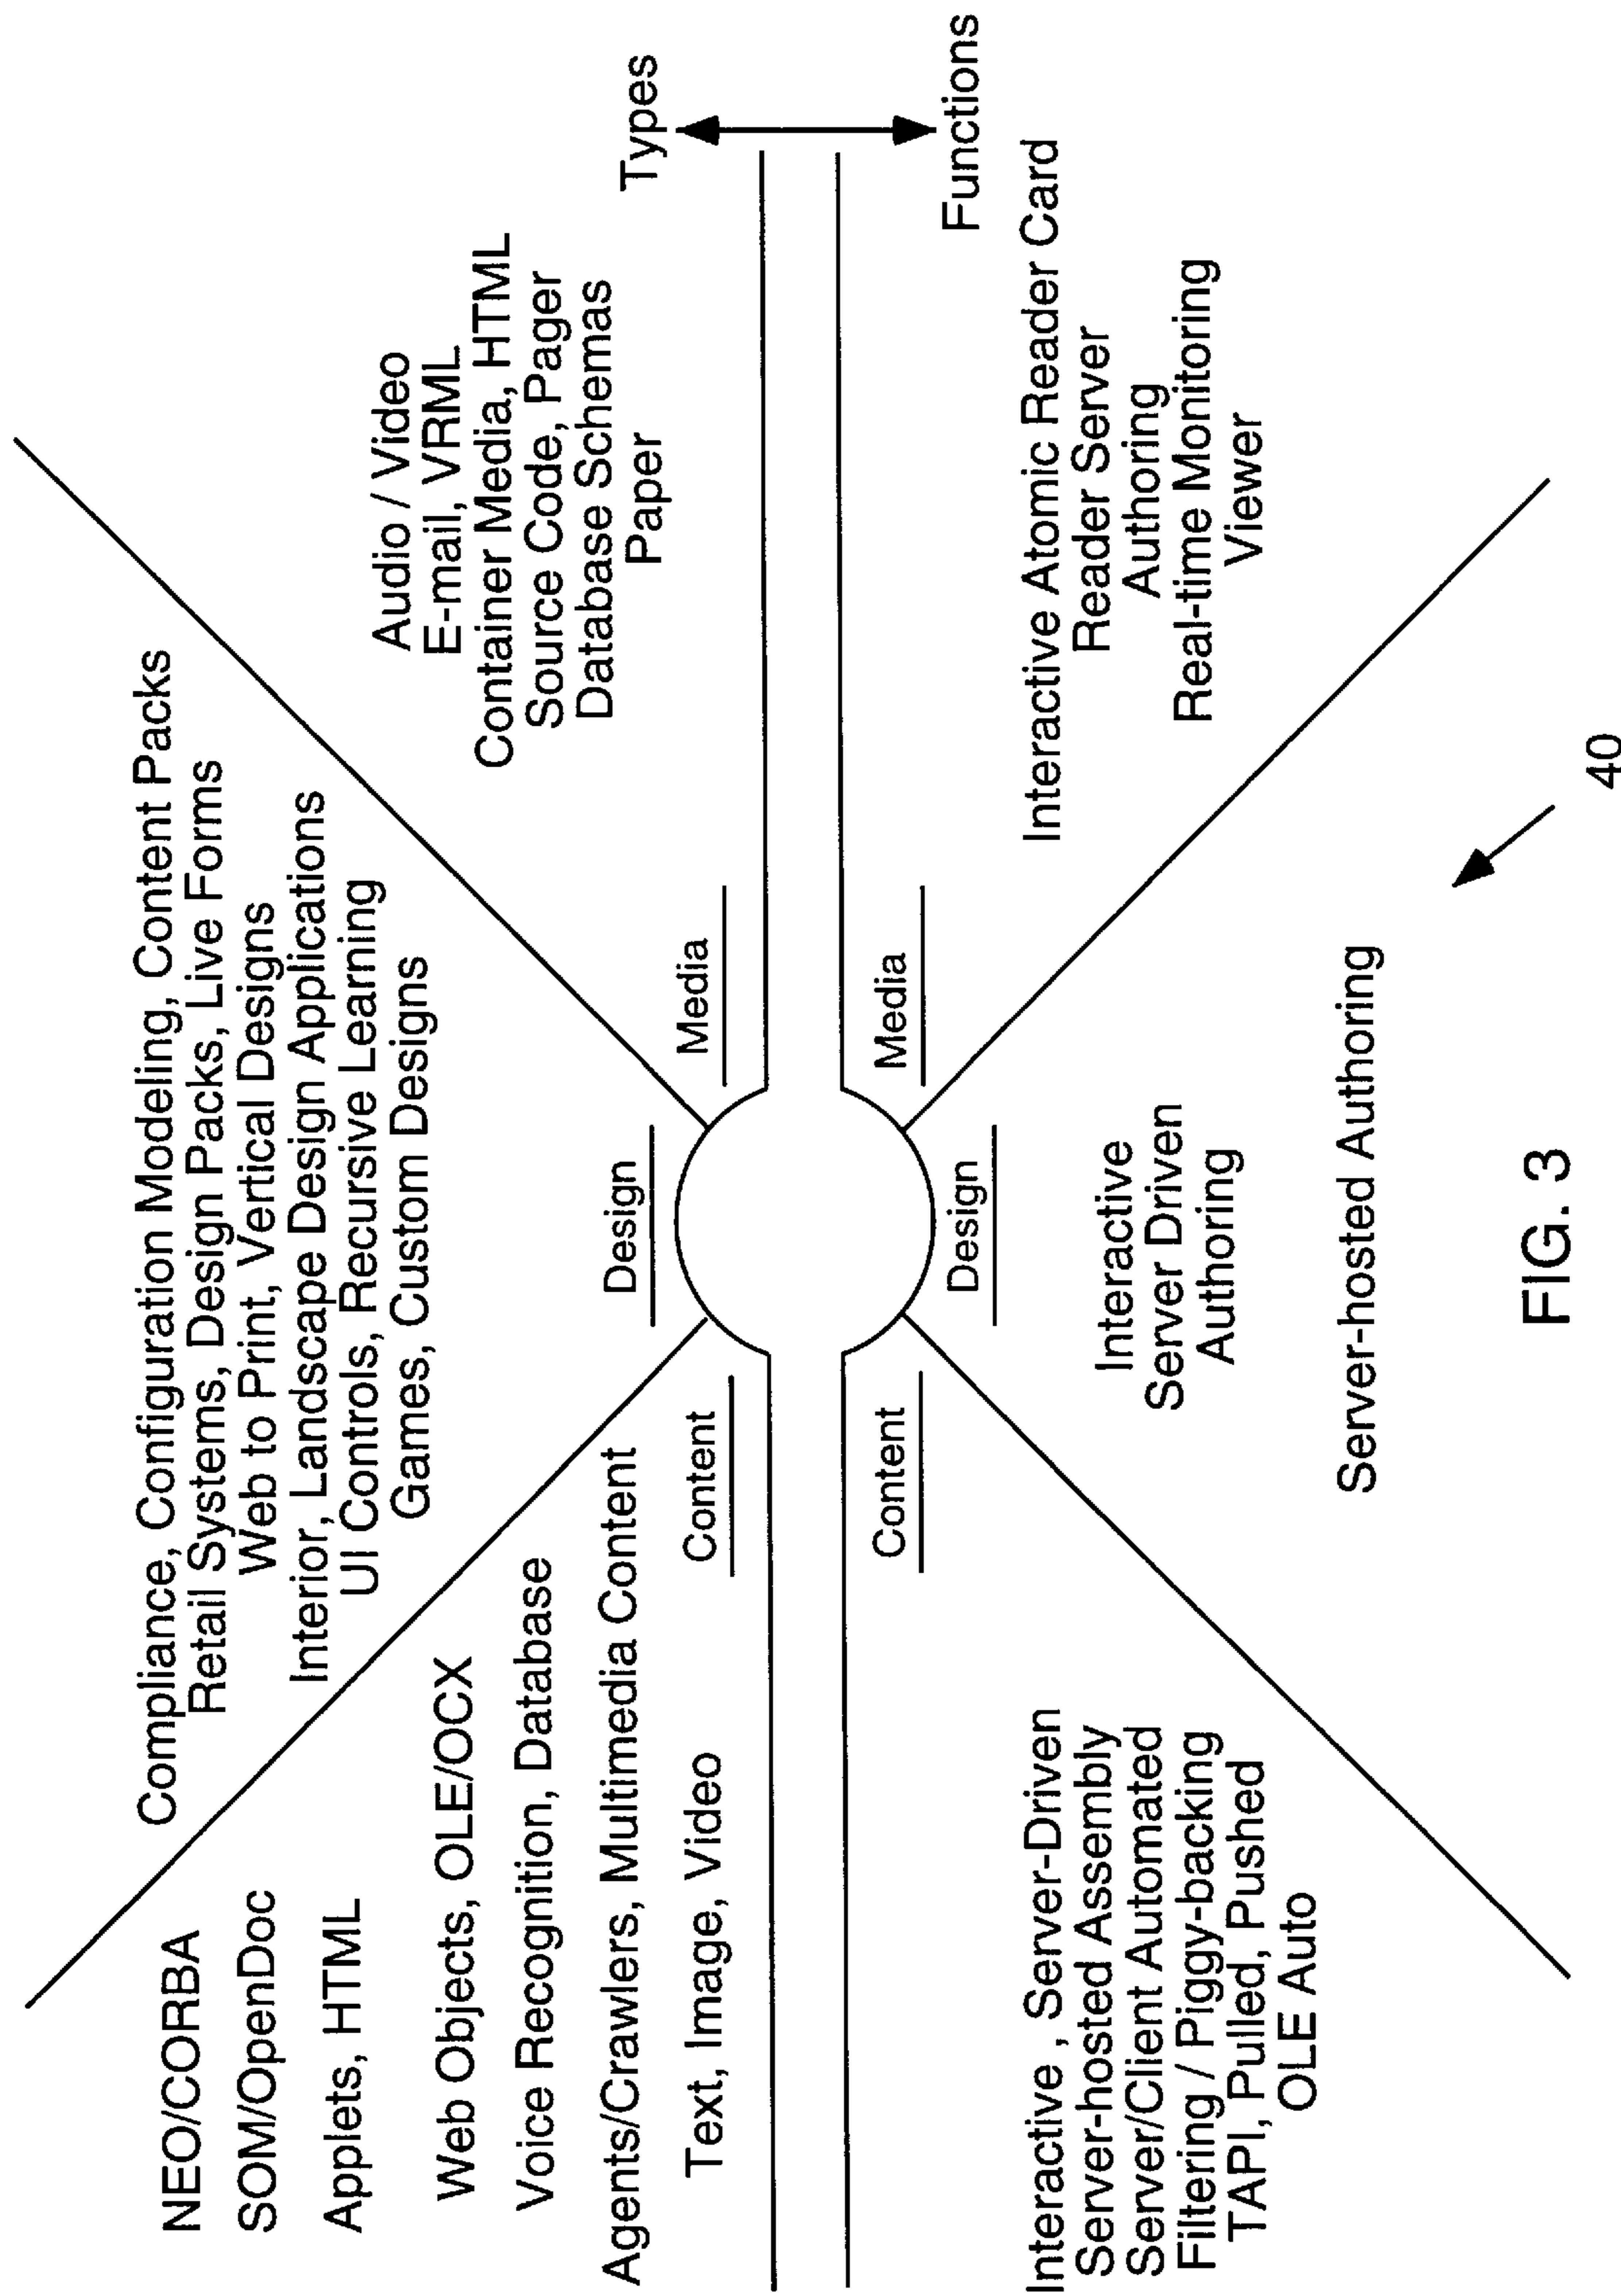 NEO/CORBA
SOM/OpenDoc
Applets, HTML
Web Objects, OLE/OCX
Voice Recognition, Database
Agents/Crawlers, Multimedia Content
Text, Image, Video
Content
Compliance, Configuration Modeling, Content Packs
Retail Systems, Design Packs, Live Forms
Web to Print, Vertical Designs
Interior, Landscape Design Applications
UI Controls, Recursive Learning
Games, Custom Designs
Design
Audio / Video
E-mail, VRML
Container Media, HTML
Source Code, Pager
Database Schemas
Paper
Media
Types
Functions
Content
Interactive , Server-Driven
Server-hosted Assembly
Server/Client Automated
Filtering / Piggy-backing
TAPI, Pulled, Pushed
OLE Auto
Design
Interactive
Server Driven
Authoring
Server-hosted Authoring
Media
Interactive Atomic Reader Card
Reader Server
Authoring
Real-time Monitoring
Viewer
40
FIG. 3